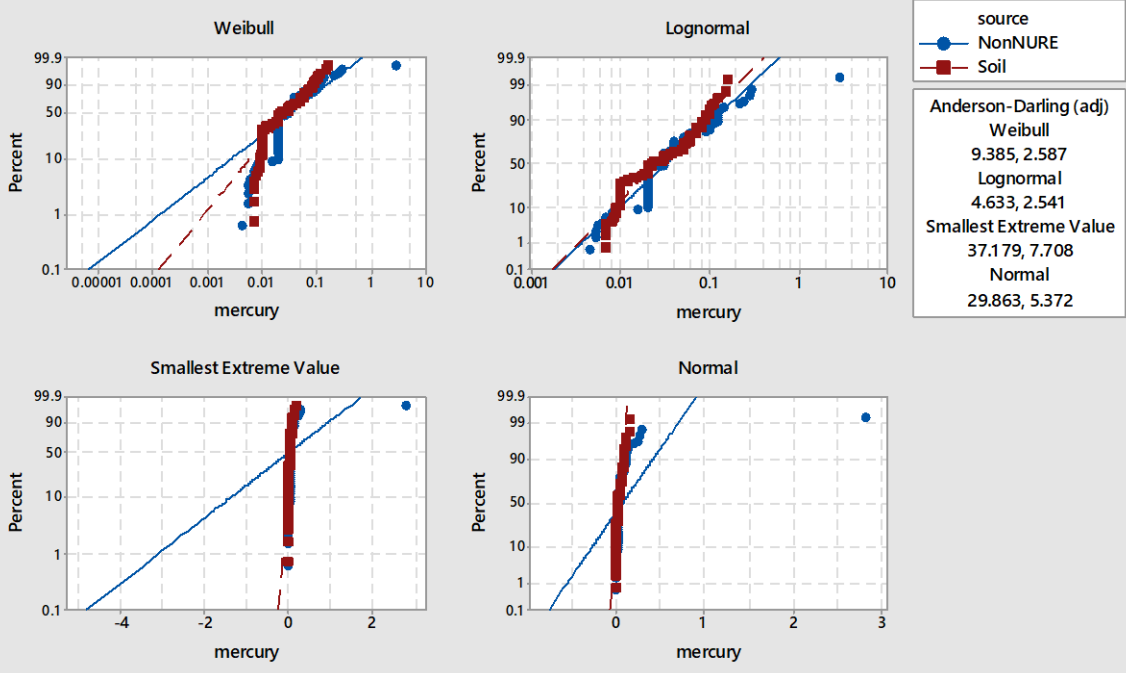 Weibull
99.9
90
50
10
1
0.1
Percent
0.00001 0.0001 0.001 0.01 0.1 1 10
mercury
Lognormal
99.9
99
90
50
10
1
0.1
Percent
0.001 0.01 0.1 1 10
mercury
source
NonNURE
Soil
Anderson-Darling (adj)
Weibull
9.385, 2.587
Lognormal
4.633, 2.541
Smallest Extreme Value
37.179, 7.708
Normal
29.863, 5.372
Smallest Extreme Value
99.9
90
50
10
1
0.1
Percent
-4 -2 0 2
mercury
Normal
99.9
99
90
50
10
1
0.1
Percent
0 1 2 3
mercury